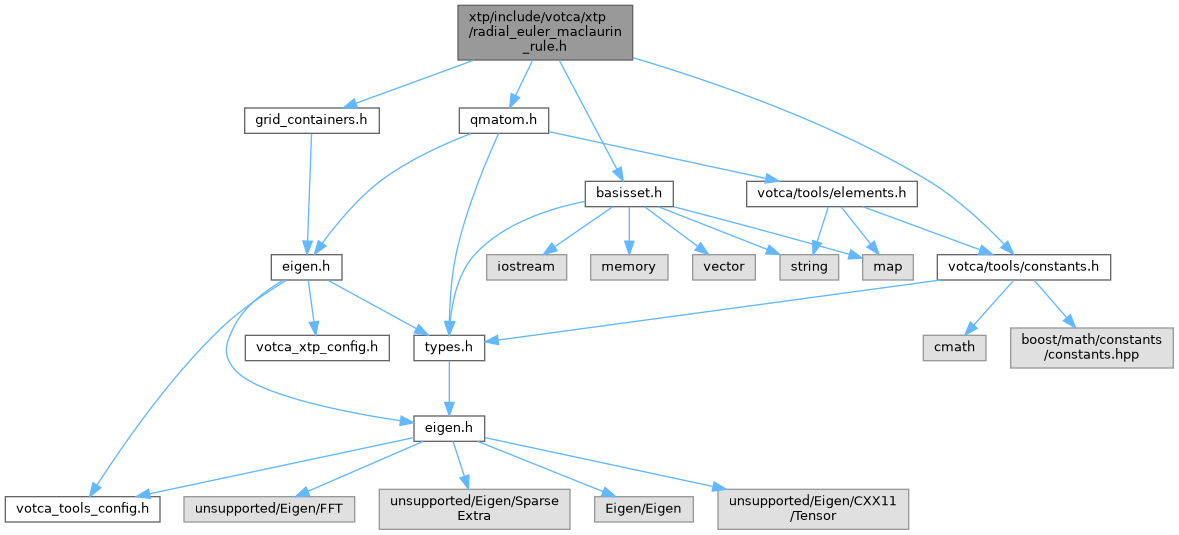 xtp/include/votca/xtp
/radial_euler_maclaurin
_rule.h
grid_containers.h
qmatom.h
basisset.h
votca/tools/elements.h
eigen.h
iostream
memory
vector
string
map
votca/tools/constants.h
votca_xtp_config.h
types.h
cmath
boost/math/constants
/constants.hpp
eigen.h
votca_tools_config.h
unsupported/Eigen/FFT
unsupported/Eigen/Sparse
Extra
Eigen/Eigen
unsupported/Eigen/CXX11
/Tensor